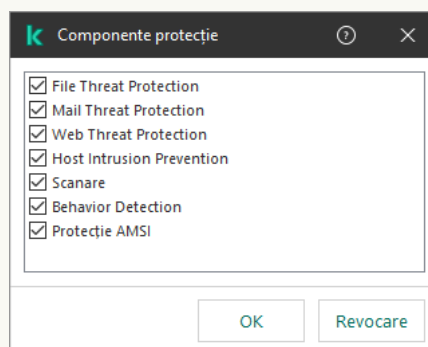 Componente protecție
File Threat Protection
Mail Threat Protection
Web Threat Protection
Host Intrusion Prevention
Scanare
Behavior Detection
Protecție AMSI
OK Revocare